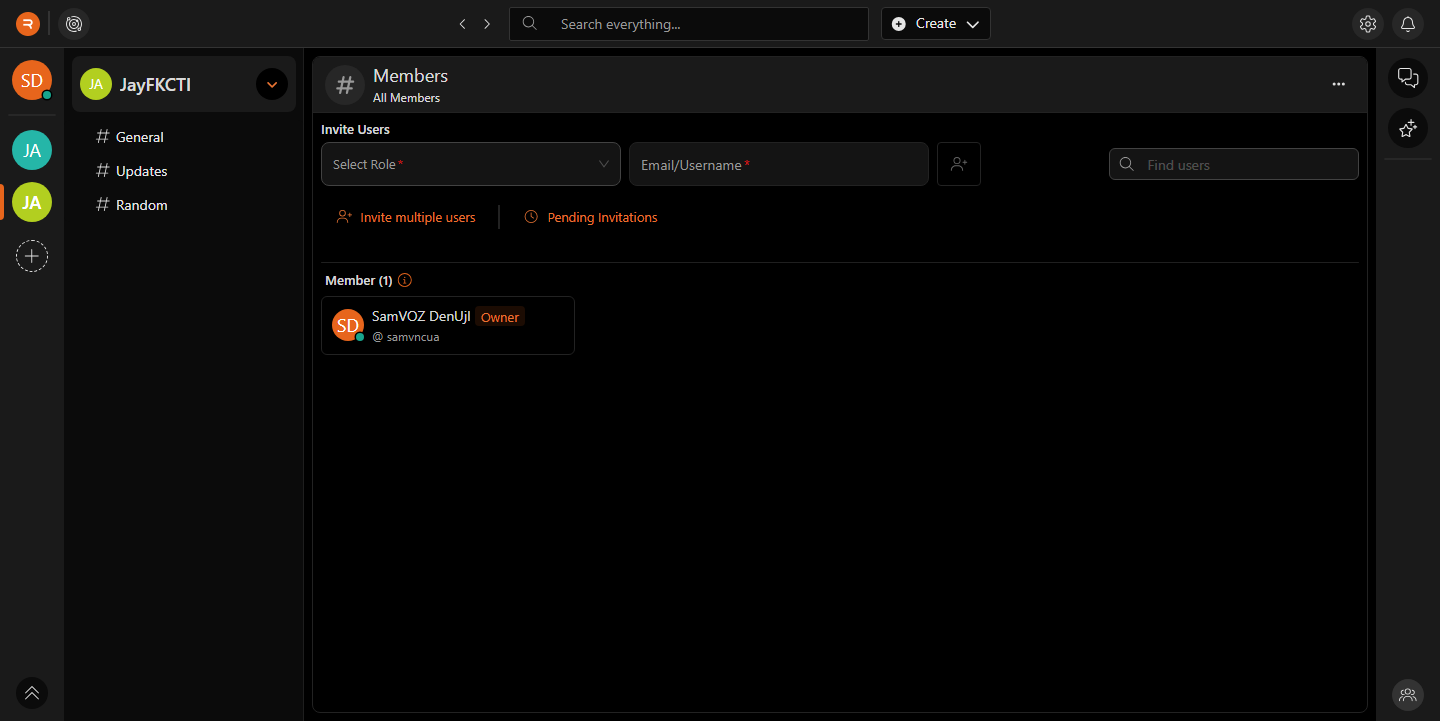 Search everything...
Create
SD
JA
JA
JA
JayFKCTI
General
Updates
Random
Members
All Members
Invite Users
Select Role*
Email/Username*
Find users
Invite multiple users
Pending Invitations
Member (1)
SD
SamVOZ DenUjI
Owner
@ samvncua